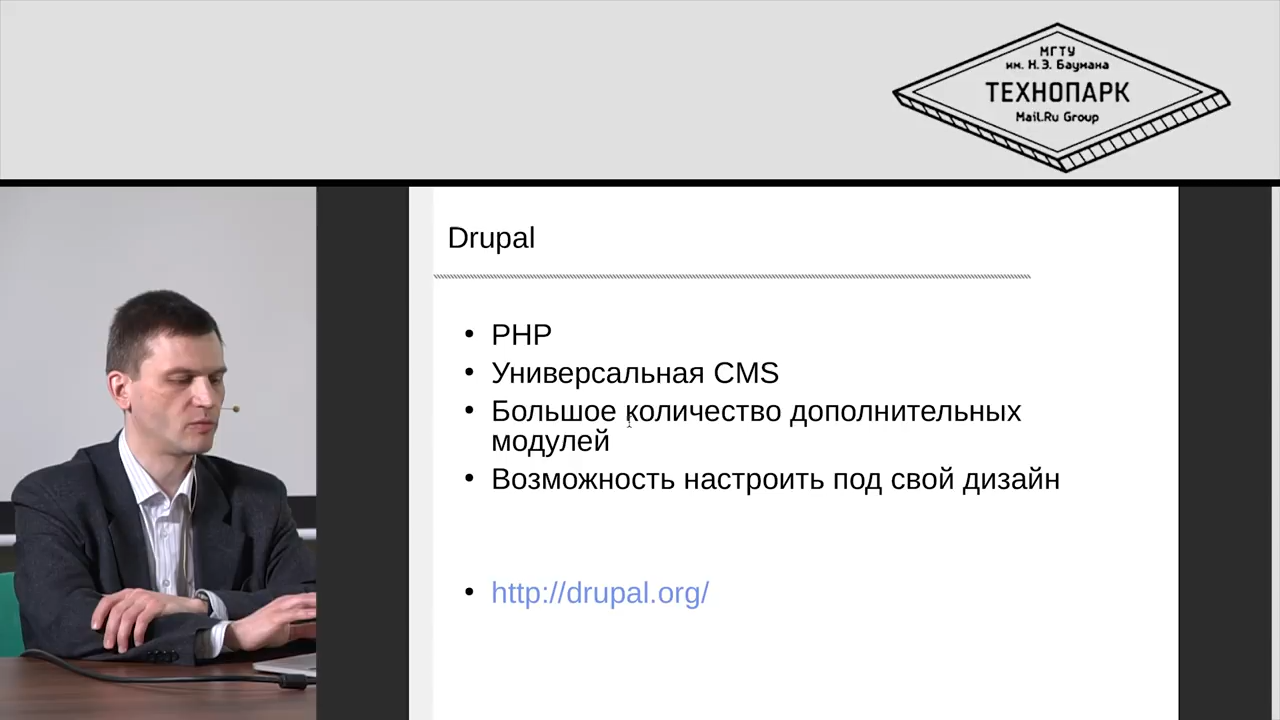 МГТУ
им. Н.Э. Баумана
ТЕХНОПАРК
Mail.Ru Group
Drupal
• PHP
• Универсальная CMS
• Большое количество дополнительных
модулей
• Возможность настроить под свой дизайн
• http://drupal.org/